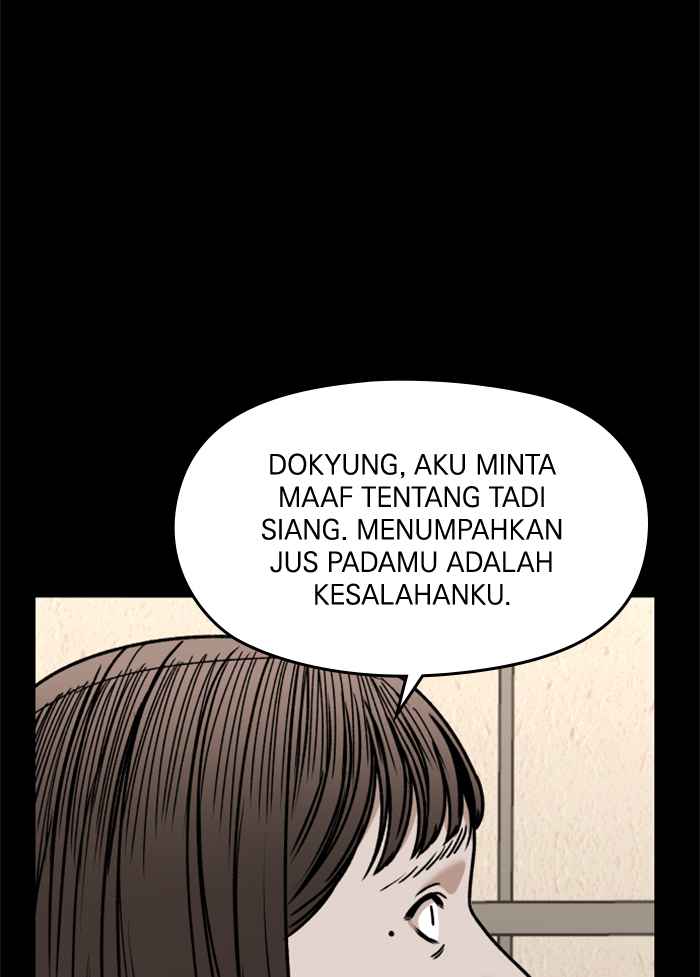 DOKYUNG, AKU MINTA
MAAF TENTANG TADI
SIANG. MENUMPAHKAN
JUS PADAMU ADALAH
KESALAHANKU.